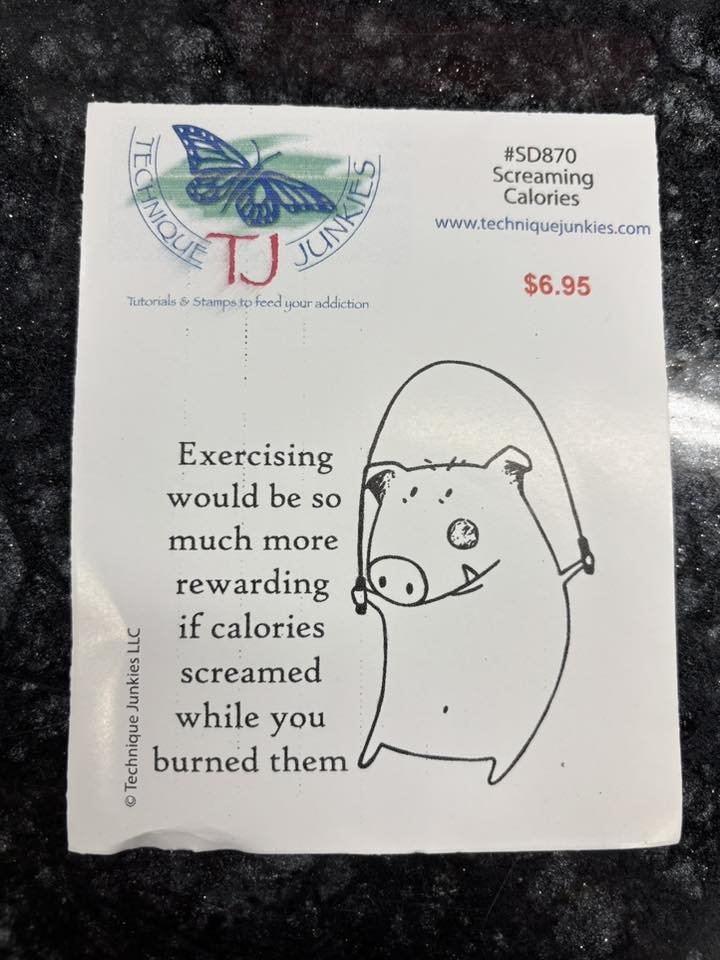 TECHNIQUE
TJ
JUNKIES
Tutorials & Stamps to feed your addiction
#SD870
Screaming
Calories
www.techniquejunkies.com
$6.95
Exercising
would be so
much more
rewarding
if calories
screamed
while you
burned them
© Technique Junkies LLC